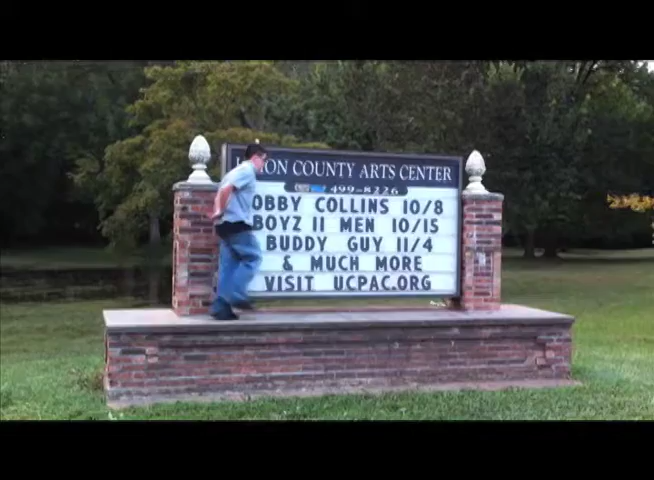 COUNTY ARTS CENTER
499-8226
OBBY COLLINS 10/8
BOYZ II MEN 10/15
BUDDY GUY 11/4
& MUCH MORE
VISIT UCPAC.ORG